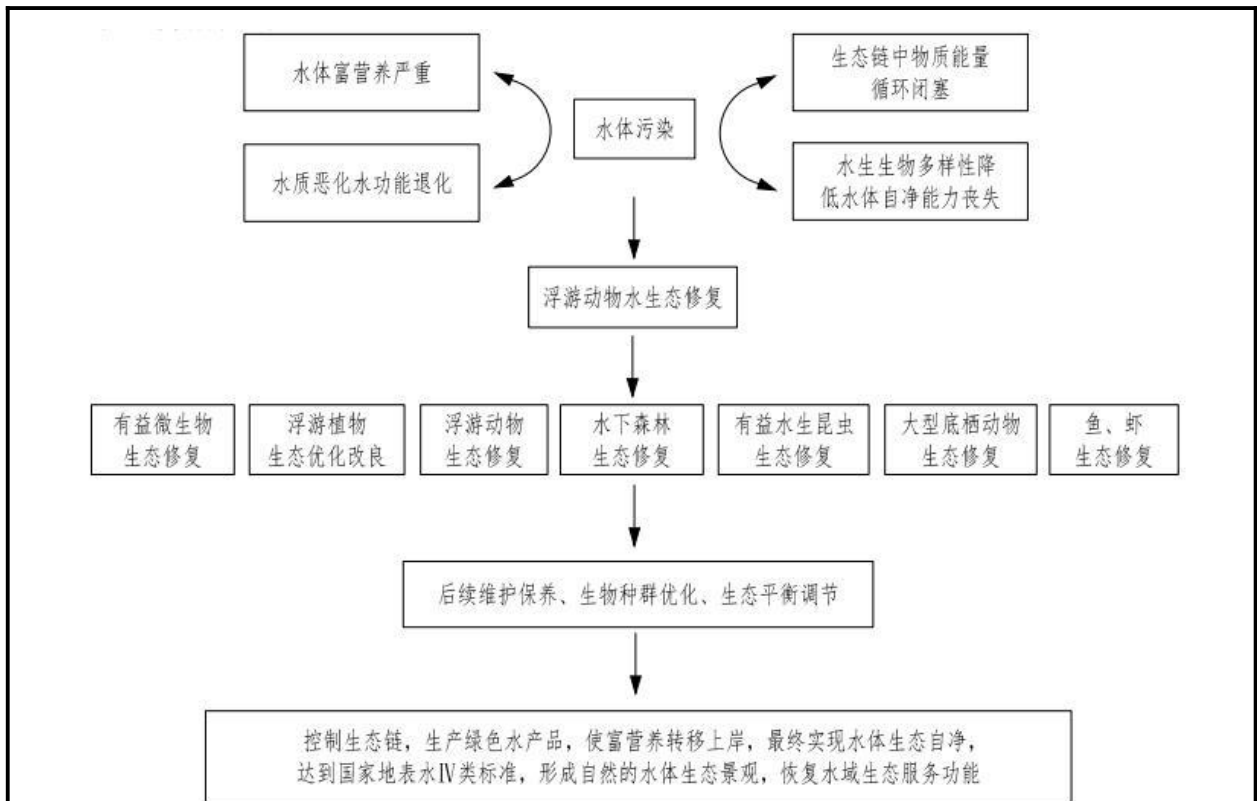 水体富营养严重
生态链中物质能量
循环闭塞
水体污染
水质恶化水功能退化
水生生物多样性降
低水体自净能力丧失
浮游动物水生态修复
有益微生物
生态修复
浮游植物
生态优化改良
浮游动物
生态修复
水下森林
生态修复
有益水生昆虫
生态修复
大型底栖动物
生态修复
鱼、虾
生态修复
后续维护保养、生物种群优化、生态平衡调节
控制生态链，生产绿色水产品，使富营养转移上岸，最终实现水体生态自净，
达到国家地表水Ⅳ类标准，形成自然的水体生态景观，恢复水域生态服务功能